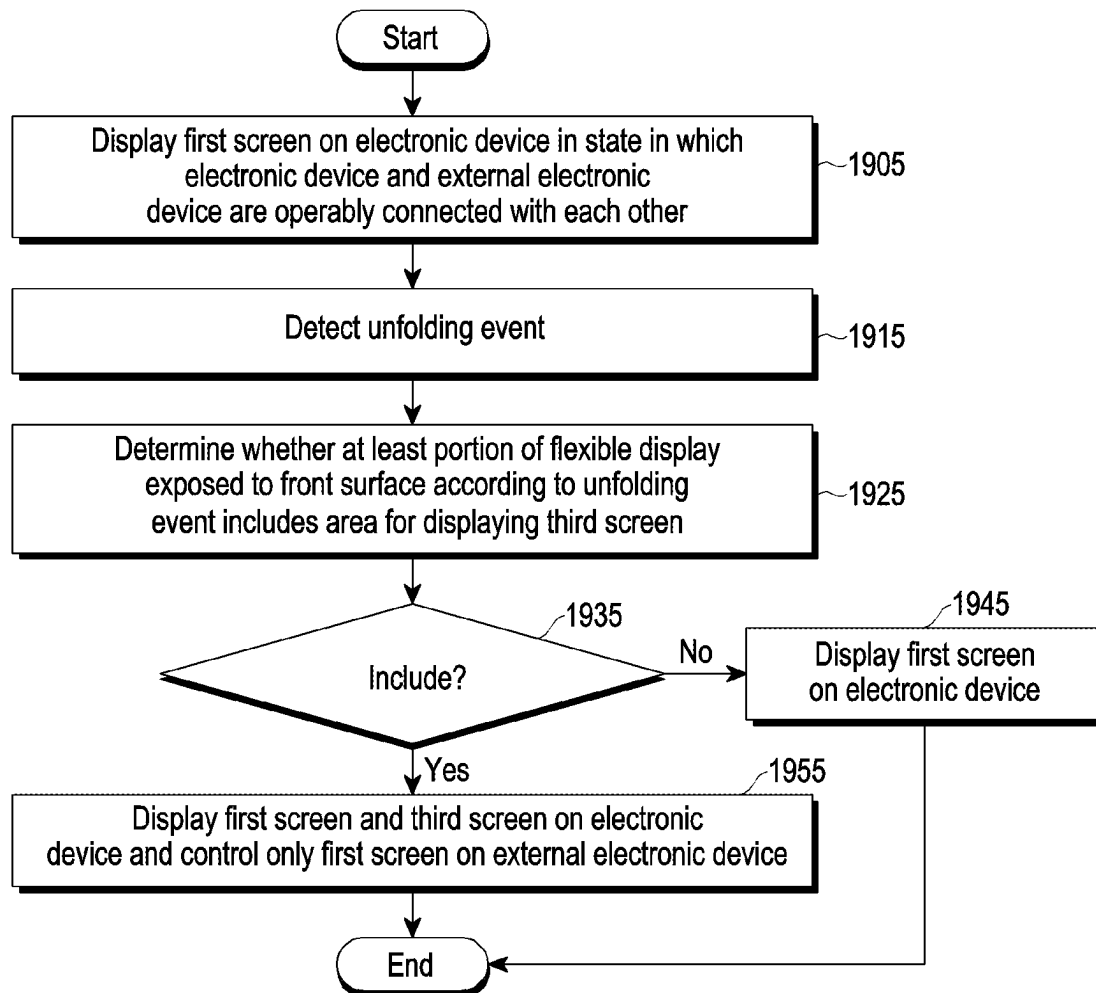 Start
Display first screen on electronic device in state in which
electronic device and external electronic
device are operably connected with each other
1905
Detect unfolding event
1915
Determine whether at least portion of flexible display
exposed to front surface according to unfolding
event includes area for displaying third screen
1925
1935
Include?
No
1945
Display first screen
on electronic device
Yes
1955
Display first screen and third screen on electronic
device and control only first screen on external electronic device
End